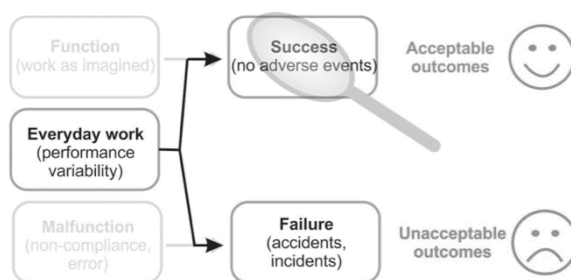 Function
(work as imagined)
Success
(no adverse events)
Acceptable
outcomes
Everyday work
(performance
variability)
Malfunction
(non-compliance,
error)
Failure
(accidents,
incidents)
Unacceptable
outcomes